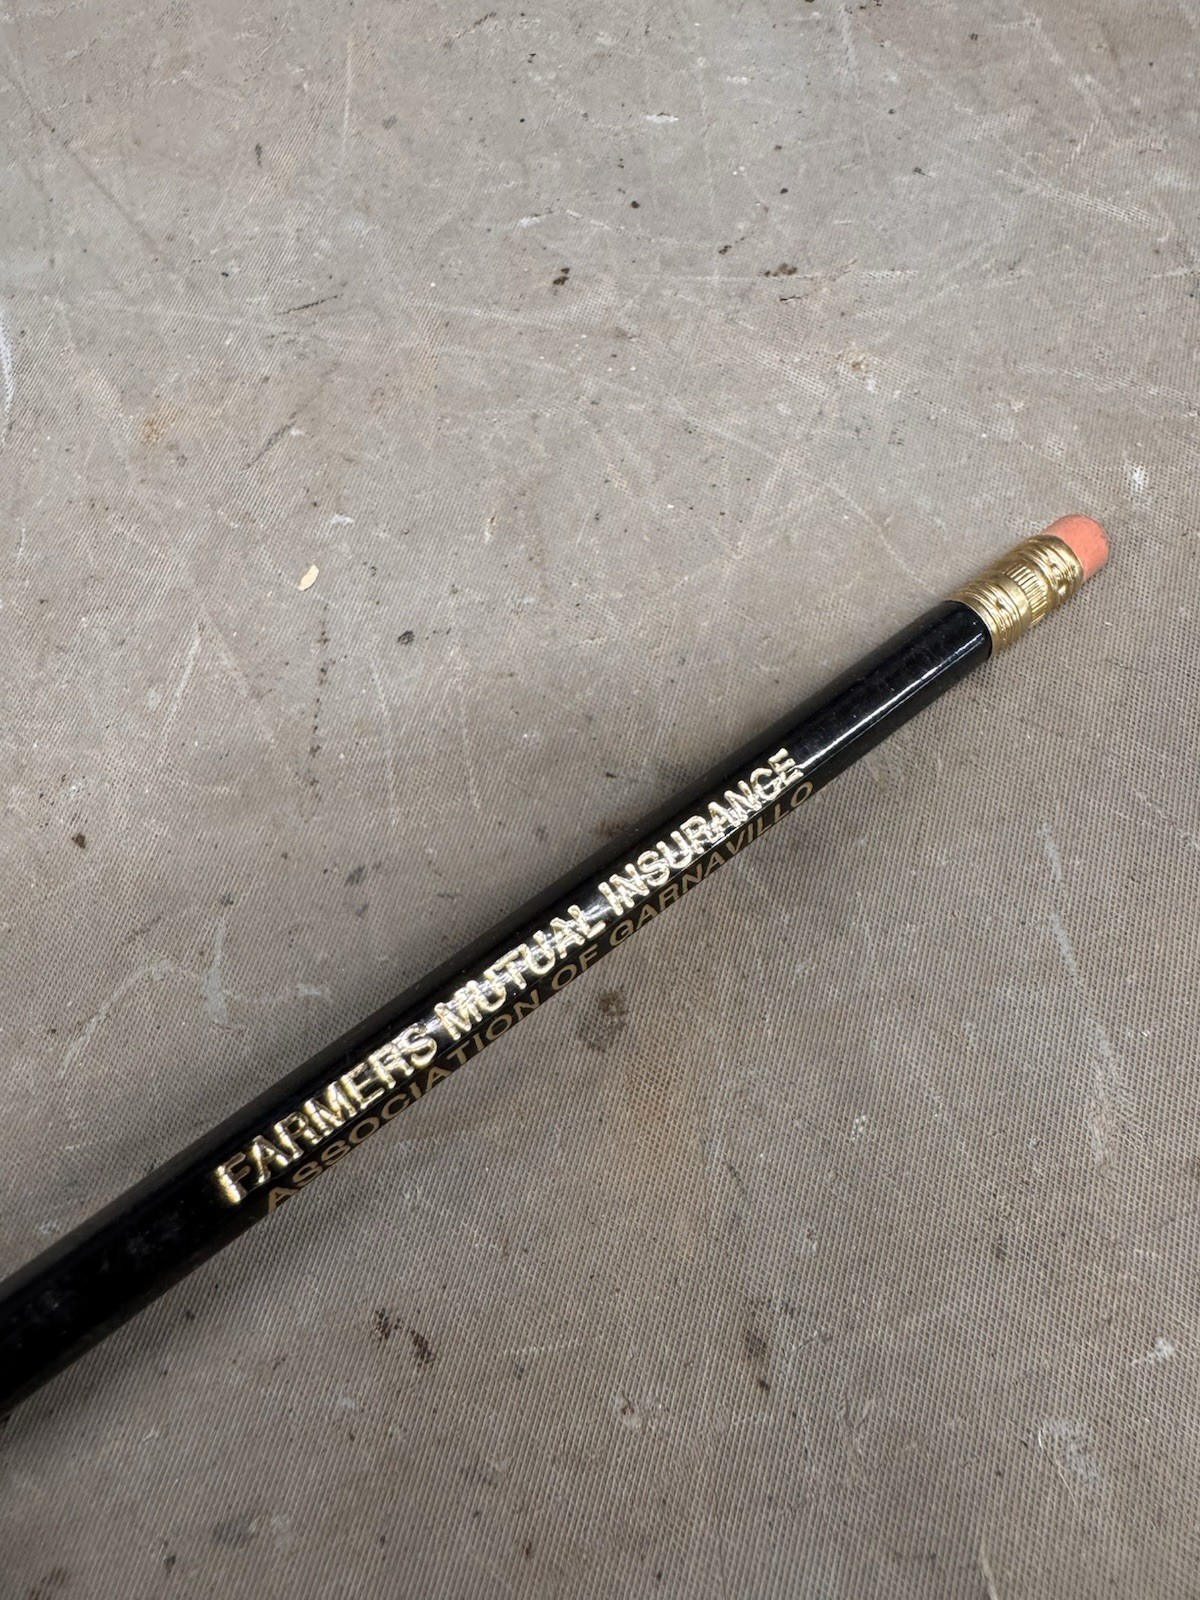 FARMERS MUTUAL INSURANCE
ASSOCIATION OF GARNAVILLO